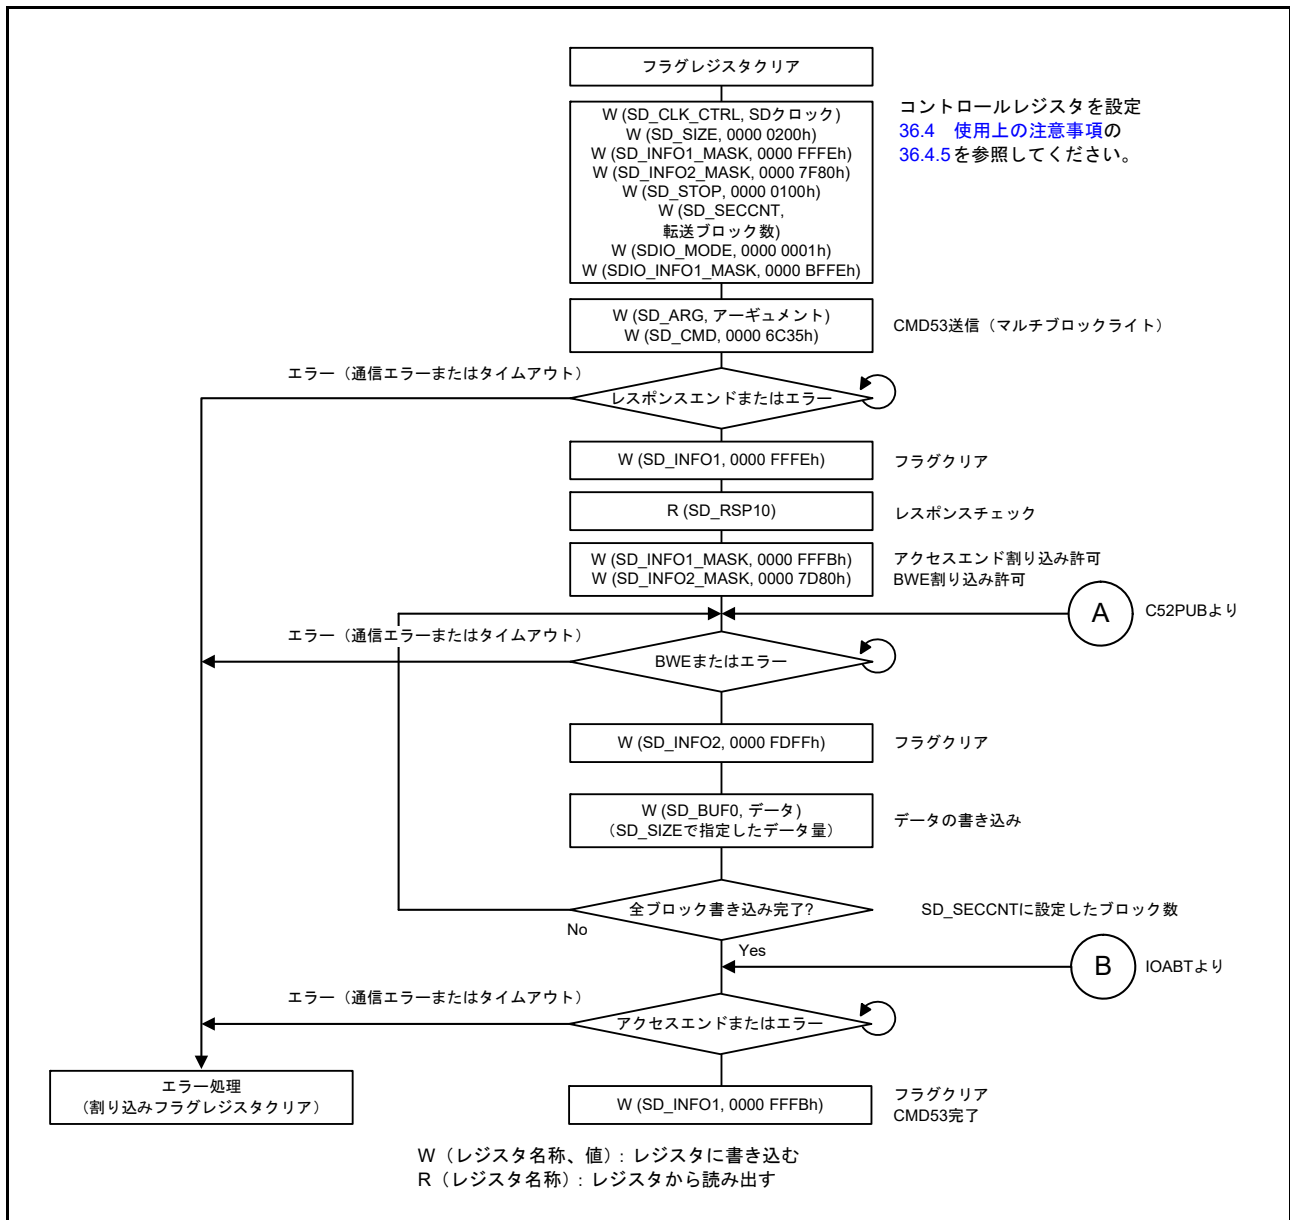 フラグレジスタクリア
W (SD_CLK_CTRL, SDクロック)
W (SD_SIZE, 0000 0200h)
W (SD_INFO1_MASK, 0000 FFFEh)
W (SD_INFO2_MASK, 0000 7F80h)
W (SD_STOP, 0000 0100h)
W (SD_SECCNT,
転送ブロック数)
W (SDIO_MODE, 0000 0001h)
W (SDIO_INFO1_MASK, 0000 BFFEh)
コントロールレジスタを設定
36.4 使用上の注意事項の
36.4.5を参照してください。
W (SD_ARG, アーギュメント)
W (SD_CMD, 0000 6C35h)
CMD53送信（マルチブロックライト）
エラー（通信エラーまたはタイムアウト）
レスポンスエンドまたはエラー
W (SD_INFO1, 0000 FFFEh)
フラグクリア
R (SD_RSP10)
レスポンスチェック
W (SD_INFO1_MASK, 0000 FFFBh)
W (SD_INFO2_MASK, 0000 7D80h)
アクセスエンド割り込み許可
BWE割り込み許可
A
C52PUBより
エラー（通信エラーまたはタイムアウト）
BWEまたはエラー
W (SD_INFO2, 0000 FDFFh)
フラグクリア
W (SD_BUF0, データ)
（SD_SIZEで指定したデータ量）
データの書き込み
全ブロック書き込み完了?
SD_SECCNTに設定したブロック数
No
Yes
B
IOABTより
エラー（通信エラーまたはタイムアウト）
アクセスエンドまたはエラー
エラー処理
（割り込みフラグレジスタクリア）
W (SD_INFO1, 0000 FFFBh)
フラグクリア
CMD53完了
W（レジスタ名称、値）: レジスタに書き込む
R（レジスタ名称）: レジスタから読み出す